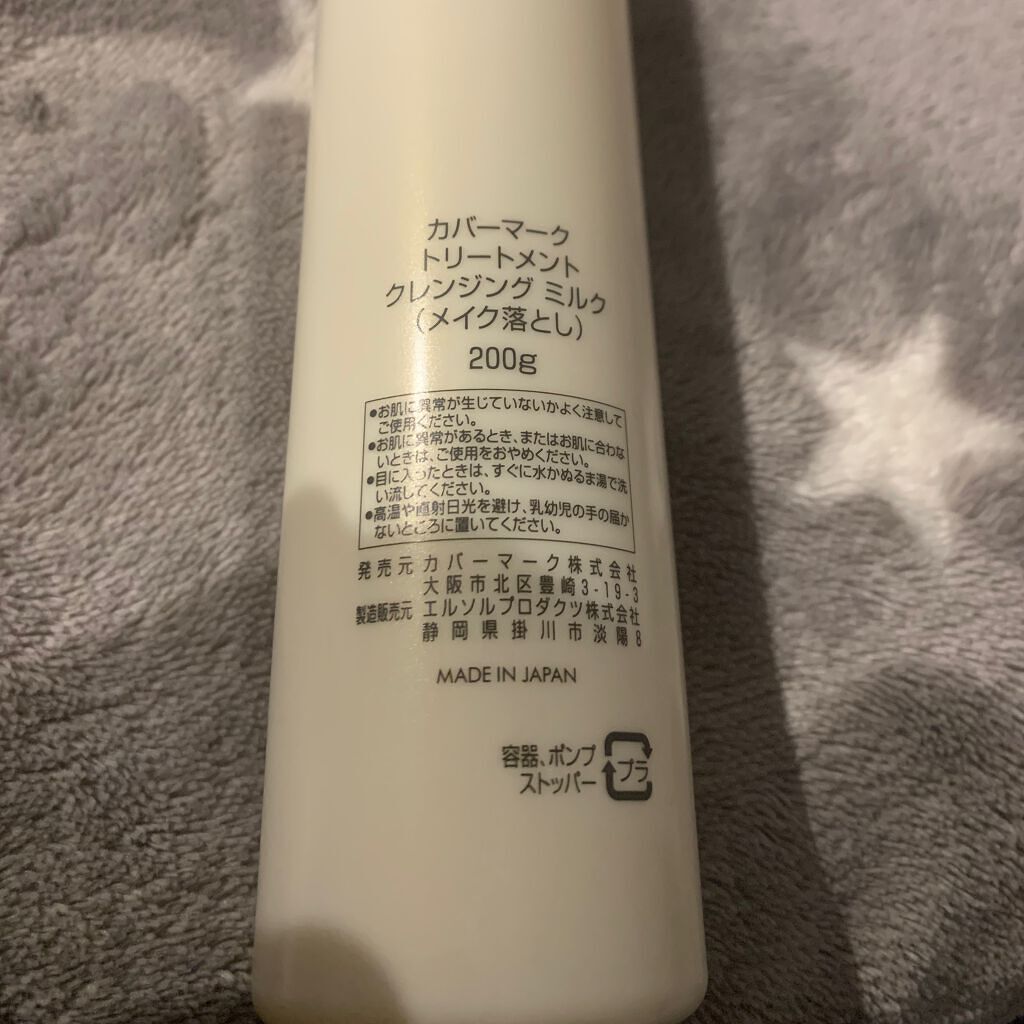 カバーマーク
トリートメント
クレンジング ミルク
(メイク落とし)
200g
●お肌に異常が生じていないかよく注意して
ご使用ください。
●お肌に異常があるとき、またはお肌に合わな
いときは、ご使用をおやめください。
●目に入ったときは、すぐに水かぬるま湯で洗
い流してください。
●高温や直射日光を避け、乳幼児の手の届か
ないところに置いてください。
発売元 カバーマーク株式会社
大阪市北区豊崎3-19-3
製造販売元 エルソルプロダクツ株式会社
静岡県掛川市淡陽8
MADE IN JAPAN
容器、ポンプ
ストッパー
プラ